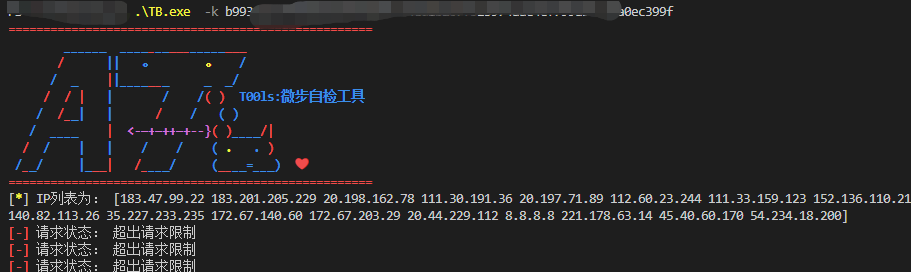 .\TB.exe -k b993
a0ec399f
T00ls:微步自检工具
[*] IP列表为: [183.47.99.22 183.201.205.229 20.198.162.78 111.30.191.36 20.197.71.89 112.60.23.244 111.33.159.123 152.136.110.21
140.82.113.26 35.227.233.235 172.67.140.60 172.67.203.29 20.44.229.112 8.8.8.8 221.178.63.14 45.40.60.170 54.234.18.200]
[-] 请求状态: 超出请求限制
[-] 请求状态: 超出请求限制
[-] 请求状态: 超出请求限制